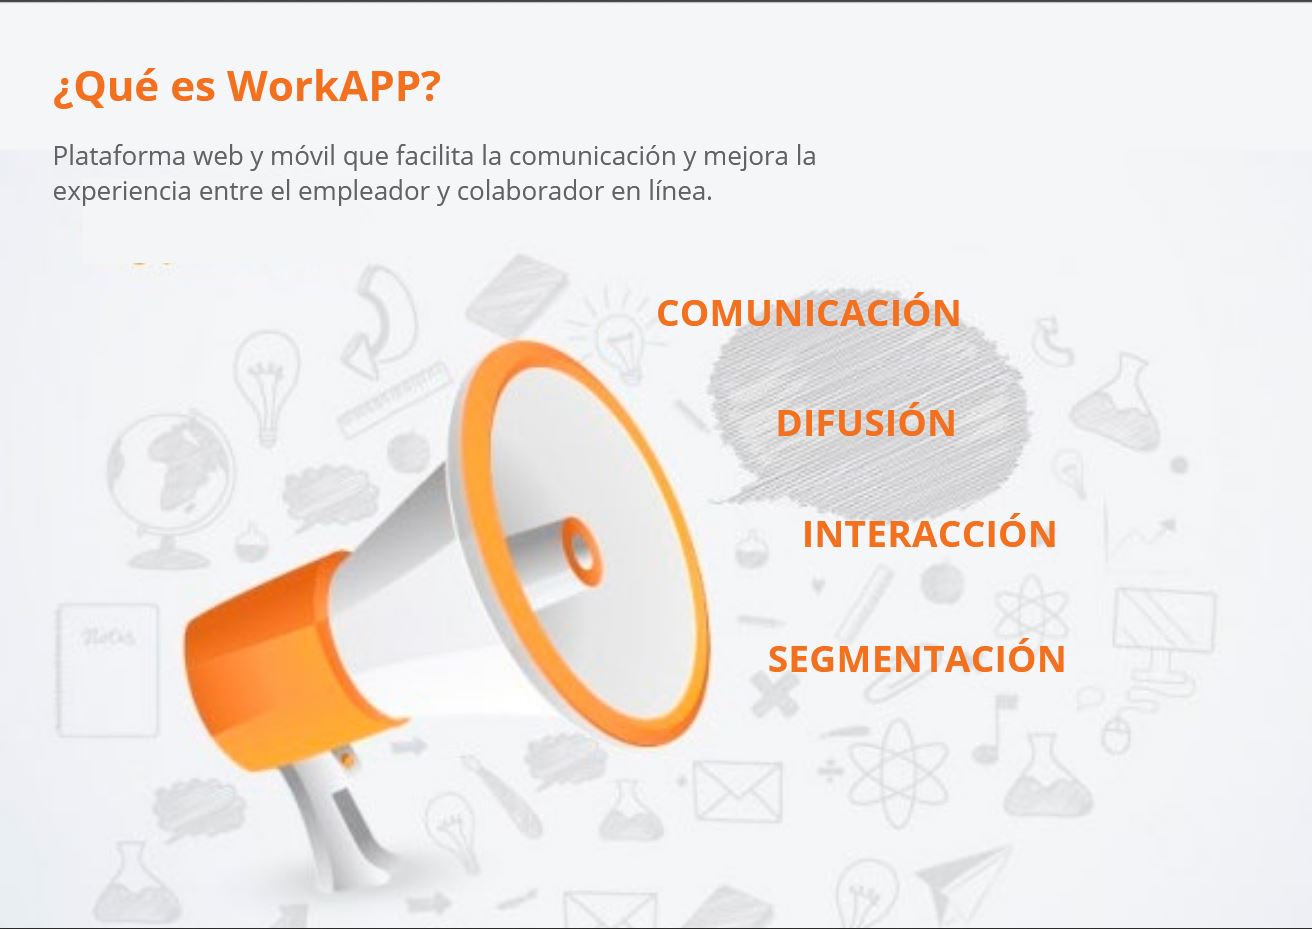 ¿Qué es WorkAPP?
Plataforma web y móvil que facilita la comunicación y mejora la
experiencia entre el empleador y colaborador en línea.
COMUNICACIÓN
DIFUSIÓN
INTERACCIÓN
Notes
SEGMENTACIÓN